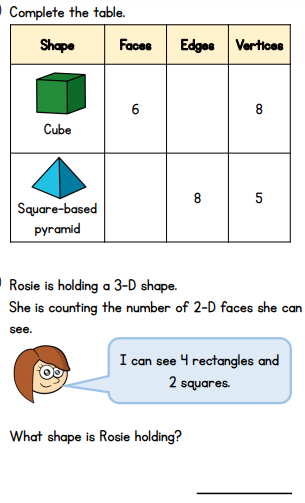 Complete the table.
Shape Faces Edges Vertices
6 8
Cube
8 5
Square-based
pyramid
Rosie is holding a 3-D shape.
She is counting the number of 2-D faces she can
see.
I can see 4 rectangles and
2 squares.
What shape is Rosie holding?